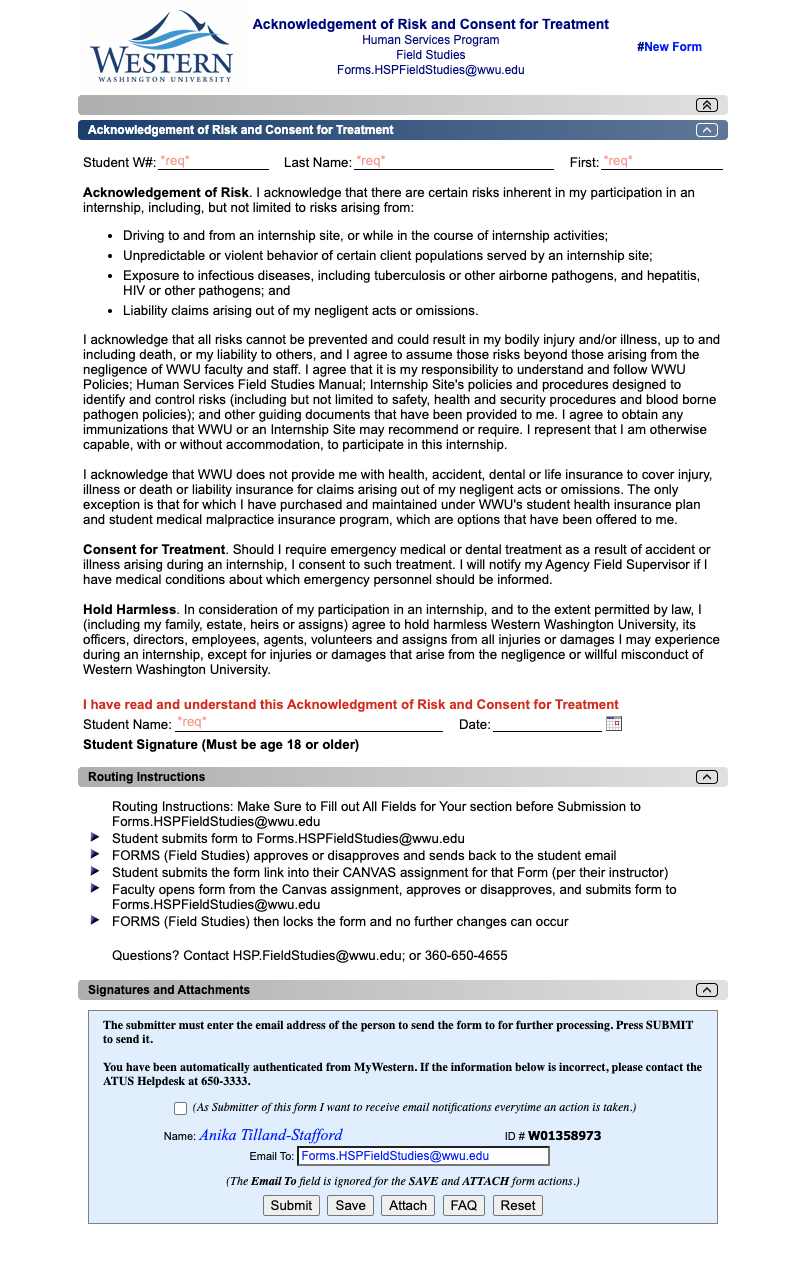 WESTERN
WASHINGTON UNIVERSITY
Acknowledgement of Risk and Consent for Treatment
Human Services Program
Field Studies
Forms.HSPFieldStudies@wwu.edu
#New Form
Acknowledgement of Risk and Consent for Treatment
Student W#: *req* Last Name: *req* First: *req*
Acknowledgement of Risk. I acknowledge that there are certain risks inherent in my participation in an
internship, including, but not limited to risks arising from:
• Driving to and from an internship site, or while in the course of internship activities;
• Unpredictable or violent behavior of certain client populations served by an internship site;
• Exposure to infectious diseases, including tuberculosis or other airborne pathogens, and hepatitis,
HIV or other pathogens; and
• Liability claims arising out of my negligent acts or omissions.
I acknowledge that all risks cannot be prevented and could result in my bodily injury and/or illness, up to and
including death, or my liability to others, and I agree to assume those risks beyond those arising from the
negligence of WWU faculty and staff. I agree that it is my responsibility to understand and follow WWU
Policies; Human Services Field Studies Manual; Internship Site's policies and procedures designed to
identify and control risks (including but not limited to safety, health and security procedures and blood borne
pathogen policies); and other guiding documents that have been provided to me. I agree to obtain any
immunizations that WWU or an Internship Site may recommend or require. I represent that I am otherwise
capable, with or without accommodation, to participate in this internship.
I acknowledge that WWU does not provide me with health, accident, dental or life insurance to cover injury,
illness or death or liability insurance for claims arising out of my negligent acts or omissions. The only
exception is that for which I have purchased and maintained under WWU's student health insurance plan
and student medical malpractice insurance program, which are options that have been offered to me.
Consent for Treatment. Should I require emergency medical or dental treatment as a result of accident or
illness arising during an internship, I consent to such treatment. I will notify my Agency Field Supervisor if I
have medical conditions about which emergency personnel should be informed.
Hold Harmless. In consideration of my participation in an internship, and to the extent permitted by law, I
(including my family, estate, heirs or assigns) agree to hold harmless Western Washington University, its
officers, directors, employees, agents, volunteers and assigns from all injuries or damages I may experience
during an internship, except for injuries or damages that arise from the negligence or willful misconduct of
Western Washington University.
I have read and understand this Acknowledgment of Risk and Consent for Treatment
Student Name: *req* Date:
Student Signature (Must be age 18 or older)
Routing Instructions
Routing Instructions: Make Sure to Fill out All Fields for Your section before Submission to
Forms.HSPFieldStudies@wwu.edu
Student submits form to Forms.HSPFieldStudies@wwu.edu
FORMS (Field Studies) approves or disapproves and sends back to the student email
Student submits the form link into their CANVAS assignment for that Form (per their instructor)
Faculty opens form from the Canvas assignment, approves or disapproves, and submits form to
Forms.HSPFieldStudies@wwu.edu
FORMS (Field Studies) then locks the form and no further changes can occur
Questions? Contact HSP.FieldStudies@wwu.edu; or 360-650-4655
Signatures and Attachments
The submitter must enter the email address of the person to send the form to for further processing. Press SUBMIT
to send it.
You have been automatically authenticated from MyWestern. If the information below is incorrect, please contact the
ATUS Helpdesk at 650-3333.
(As Submitter of this form I want to receive email notifications everytime an action is taken.)
Name: Anika Tilland-Stafford ID # W01358973
Email To: Forms.HSPFieldStudies@wwu.edu
(The Email To field is ignored for the SAVE and ATTACH form actions.)
Submit Save Attach FAQ Reset